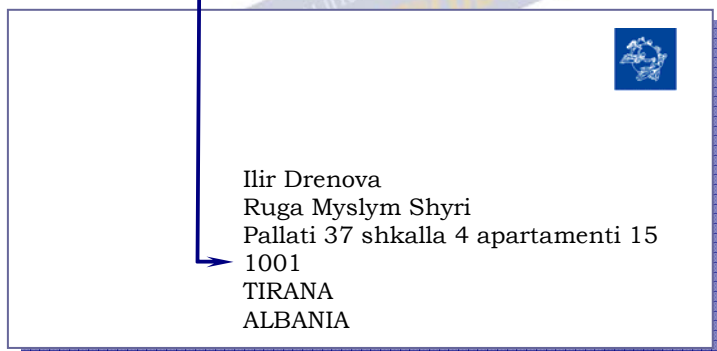 Ilir Drenova
Ruga Myslym Shyri
Pallati 37 shkalla 4 apartamenti 15
1001
TIRANA
ALBANIA